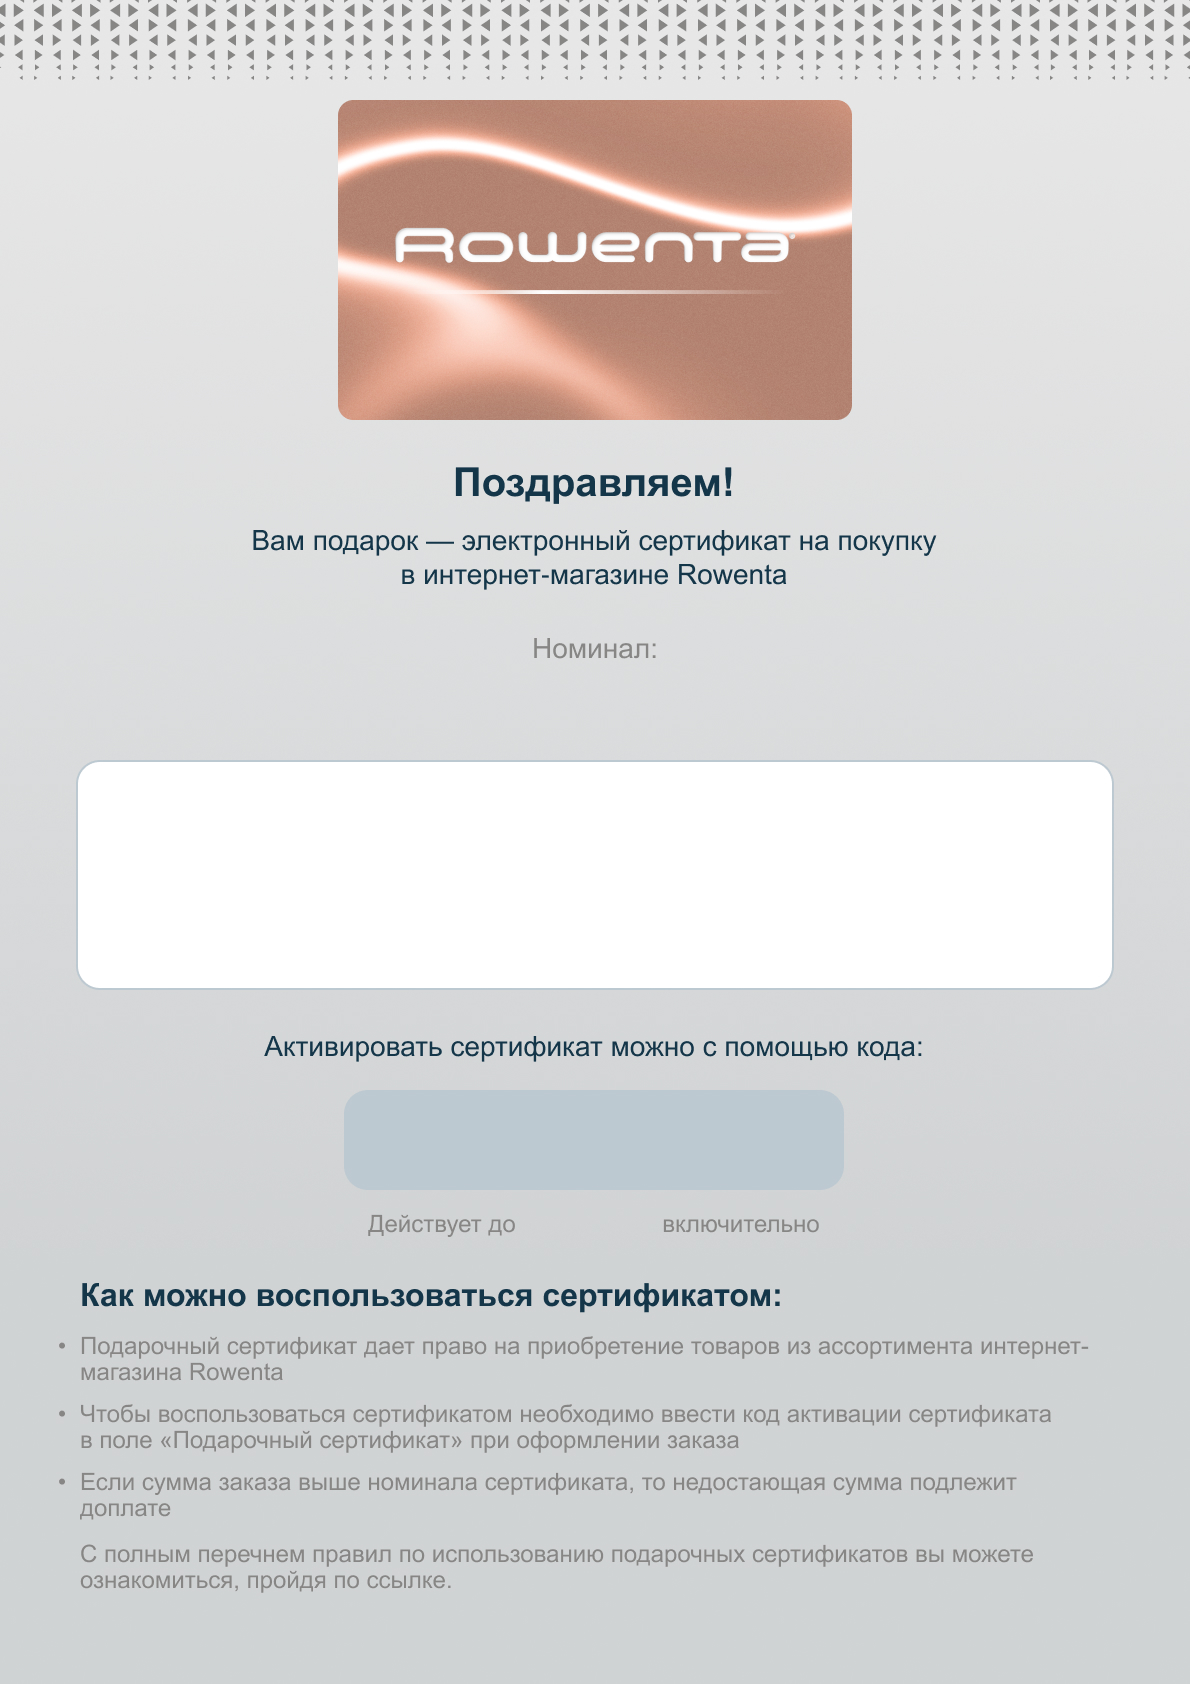 Rowenta
Поздравляем!
Вам подарок — электронный сертификат на покупку
в интернет-магазине Rowenta
Номинал:
Активировать сертификат можно с помощью кода:
Действует до включительно
Как можно воспользоваться сертификатом:
• Подарочный сертификат дает право на приобретение товаров из ассортимента интернет-
магазина Rowenta
• Чтобы воспользоваться сертификатом необходимо ввести код активации сертификата
в поле «Подарочный сертификат» при оформлении заказа
• Если сумма заказа выше номинала сертификата, то недостающая сумма подлежит
доплате
С полным перечнем правил по использованию подарочных сертификатов вы можете
ознакомиться, пройдя по ссылке.